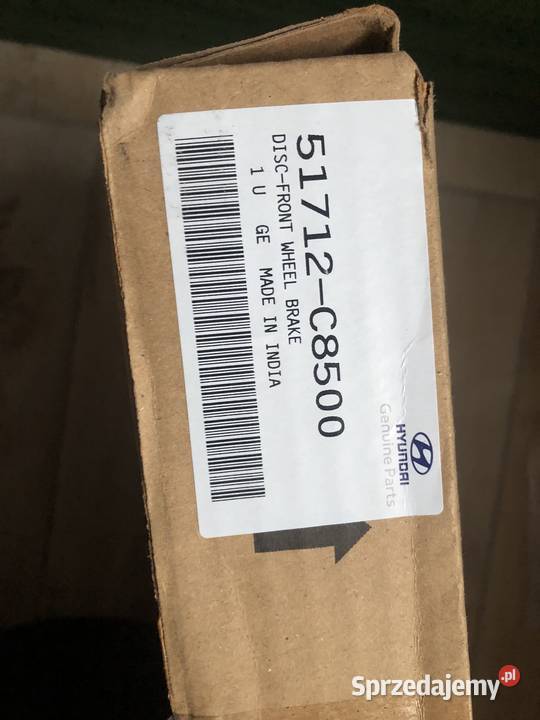 51712-C8500
DISC-FRONT WHEEL BRAKE
1 U GE MADE IN INDIA
HYUNDAI
Genuine Parts
Sprzedajemy.pl